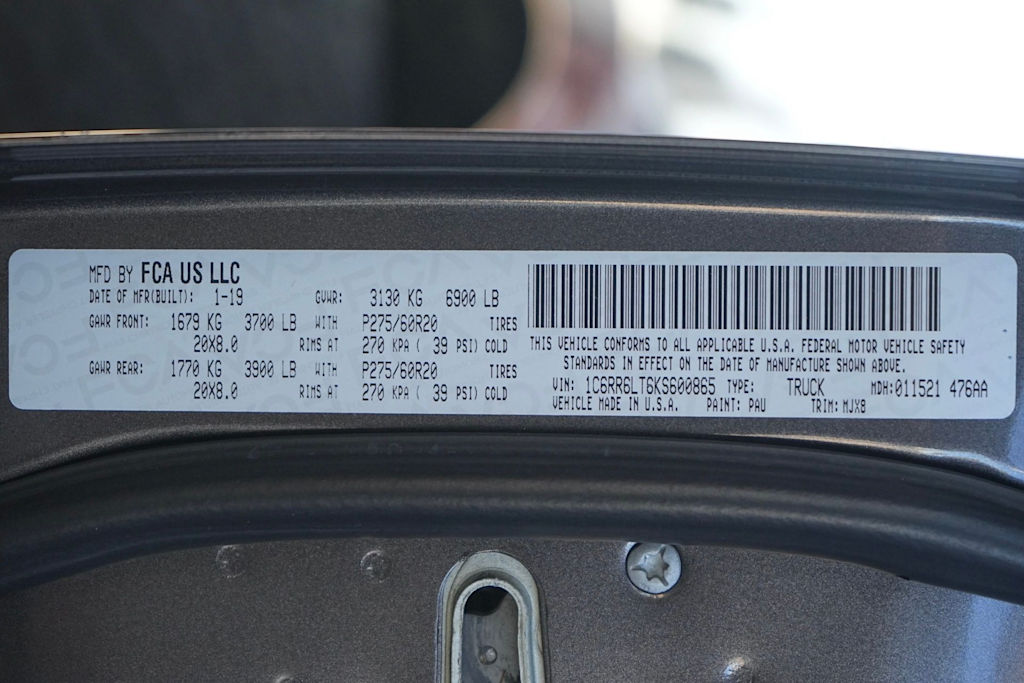 MFD BY FCA US LLC
DATE OF MFR(BUILT): 1-19 GVWR: 3130 KG 6900 LB
GAWR FRONT: 1679 KG 3700 LB WITH P275/60R20 TIRES
20X8.0 RIMS AT 270 KPA ( 39 PSI) COLD
GAWR REAR: 1770 KG 3900 LB WITH P275/60R20 TIRES
20X8.0 RIMS AT 270 KPA ( 39 PSI) COLD
THIS VEHICLE CONFORMS TO ALL APPLICABLE U.S.A. FEDERAL MOTOR VEHICLE SAFETY
STANDARDS IN EFFECT ON THE DATE OF MANUFACTURE SHOWN ABOVE.
VIN: 1C6RR6LT6KS600865 TYPE: TRUCK MDH:011521 476AA
VEHICLE MADE IN U.S.A. PAINT: PAU TRIM: MJX8